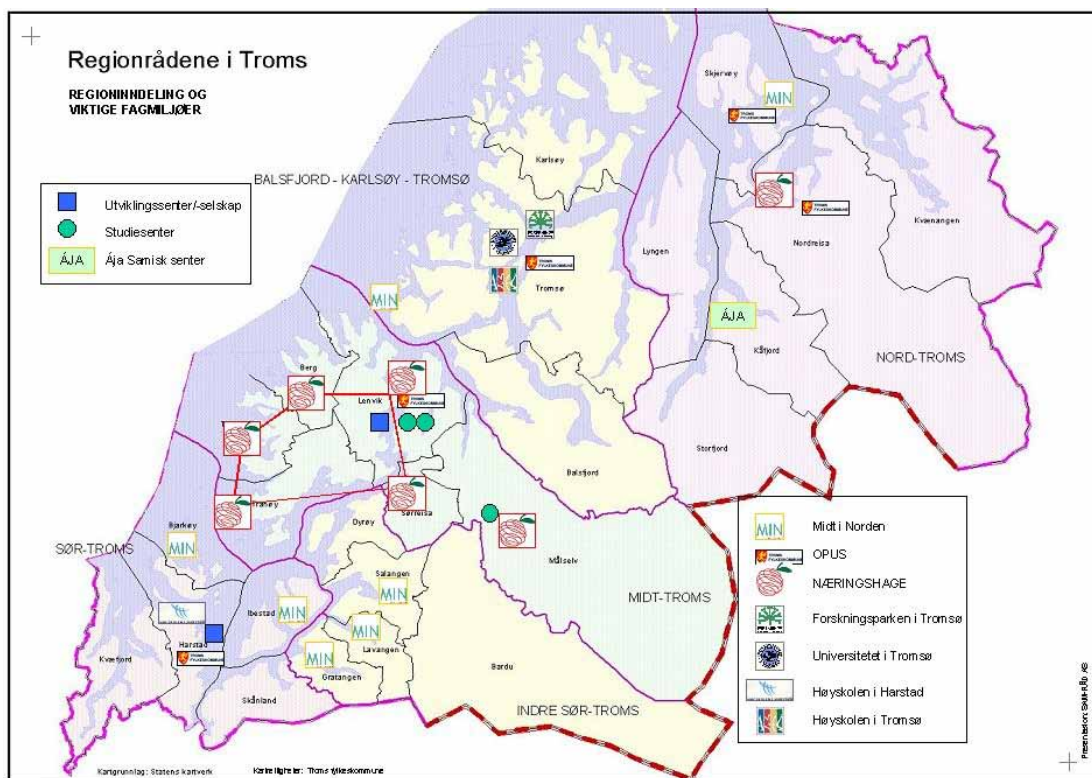 Regionrådene i Troms
REGIONINNDELING OG
VIKTIGE FAGMILJØER
Utviklingssenter/-selskap
Studiesenter
ÁJA
Ája Samisk senter
BALSFJORD - KARLSØY - TROMSØ
Karlsøy
Tromsø
Skjervøy
MIN
Lyngen
Nordreisa
Kvænangen
ÁJA
Kåfjord
NORD-TROMS
Storfjord
Balsfjord
MIN
Berg
Lenvik
Tranøy
Sørreisa
Dyrøy
Målselv
MIDT-TROMS
SØR-TROMS
Bjarkøy
MIN
Salangen
MIN
Ibestad
MIN
Lavangen
MIN
Gratangen
MIN
Harstad
Kvæfjord
Skånland
Bardu
INDRE SØR-TROMS
MIN
Midt i Norden
OPUS
NÆRINGSHAGE
Forskningsparken i Tromsø
Universitetet i Tromsø
Høyskolen i Harstad
Høyskolen i Tromsø
Kartgrunnlag: Statens kartverk
Kartrettigheter: Troms fylkeskommune